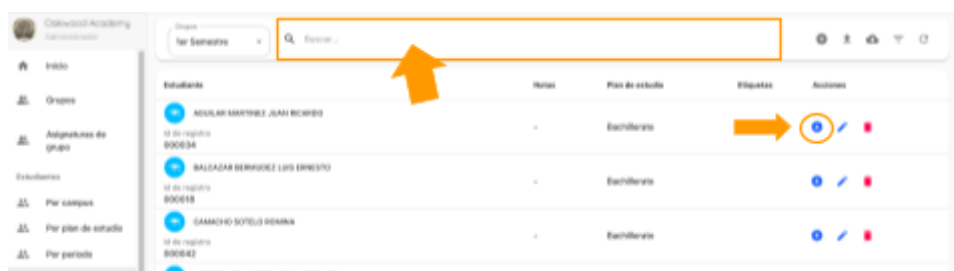 Oakwood Academy
Administrador
Inicio
Grupos
Asignaturas de
grupo
Estudiantes
Por campus
Por plan de estudio
Por periodo
Grupo
1er Semestre
Buscar...
Estudiante Notas Plan de estudio Etiquetas Acciones
AGUILAR MARTINEZ JUAN RICARDO
Id de registro
000034
- Bachillerato
BALCAZAR BERMUDEZ LUIS ERNESTO
Id de registro
000018
- Bachillerato
CAMACHO SOTELO ROMINA
Id de registro
000042
- Bachillerato